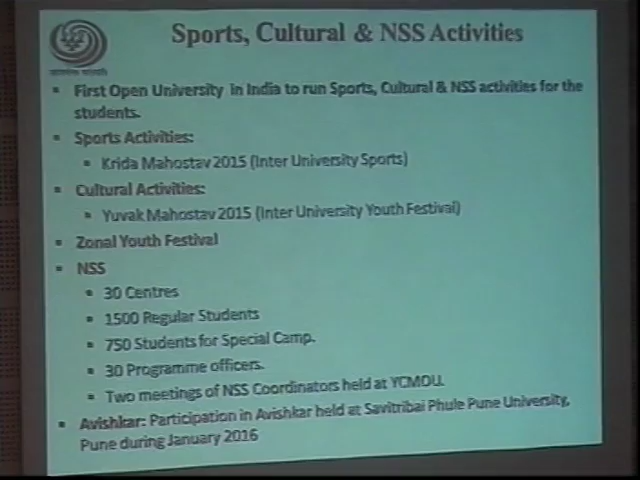 Sports, Cultural & NSS Activities
▪ First Open University in India to run Sports, Cultural & NSS activities for the
students.
▪ Sports Activities:
▪ Krida Mahostav 2015 (Inter University Sports)
▪ Cultural Activities:
▪ Yuvak Mahostav 2015 (Inter University Youth Festival)
▪ Zonal Youth Festival
▪ NSS
▪ 30 Centres
▪ 1500 Regular Students
▪ 750 Students for Special Camp.
▪ 30 Programme officers.
▪ Two meetings of NSS Coordinators held at YCMOU.
▪ Avishkar: Participation in Avishkar held at Savitribai Phule Pune University,
Pune during January 2016